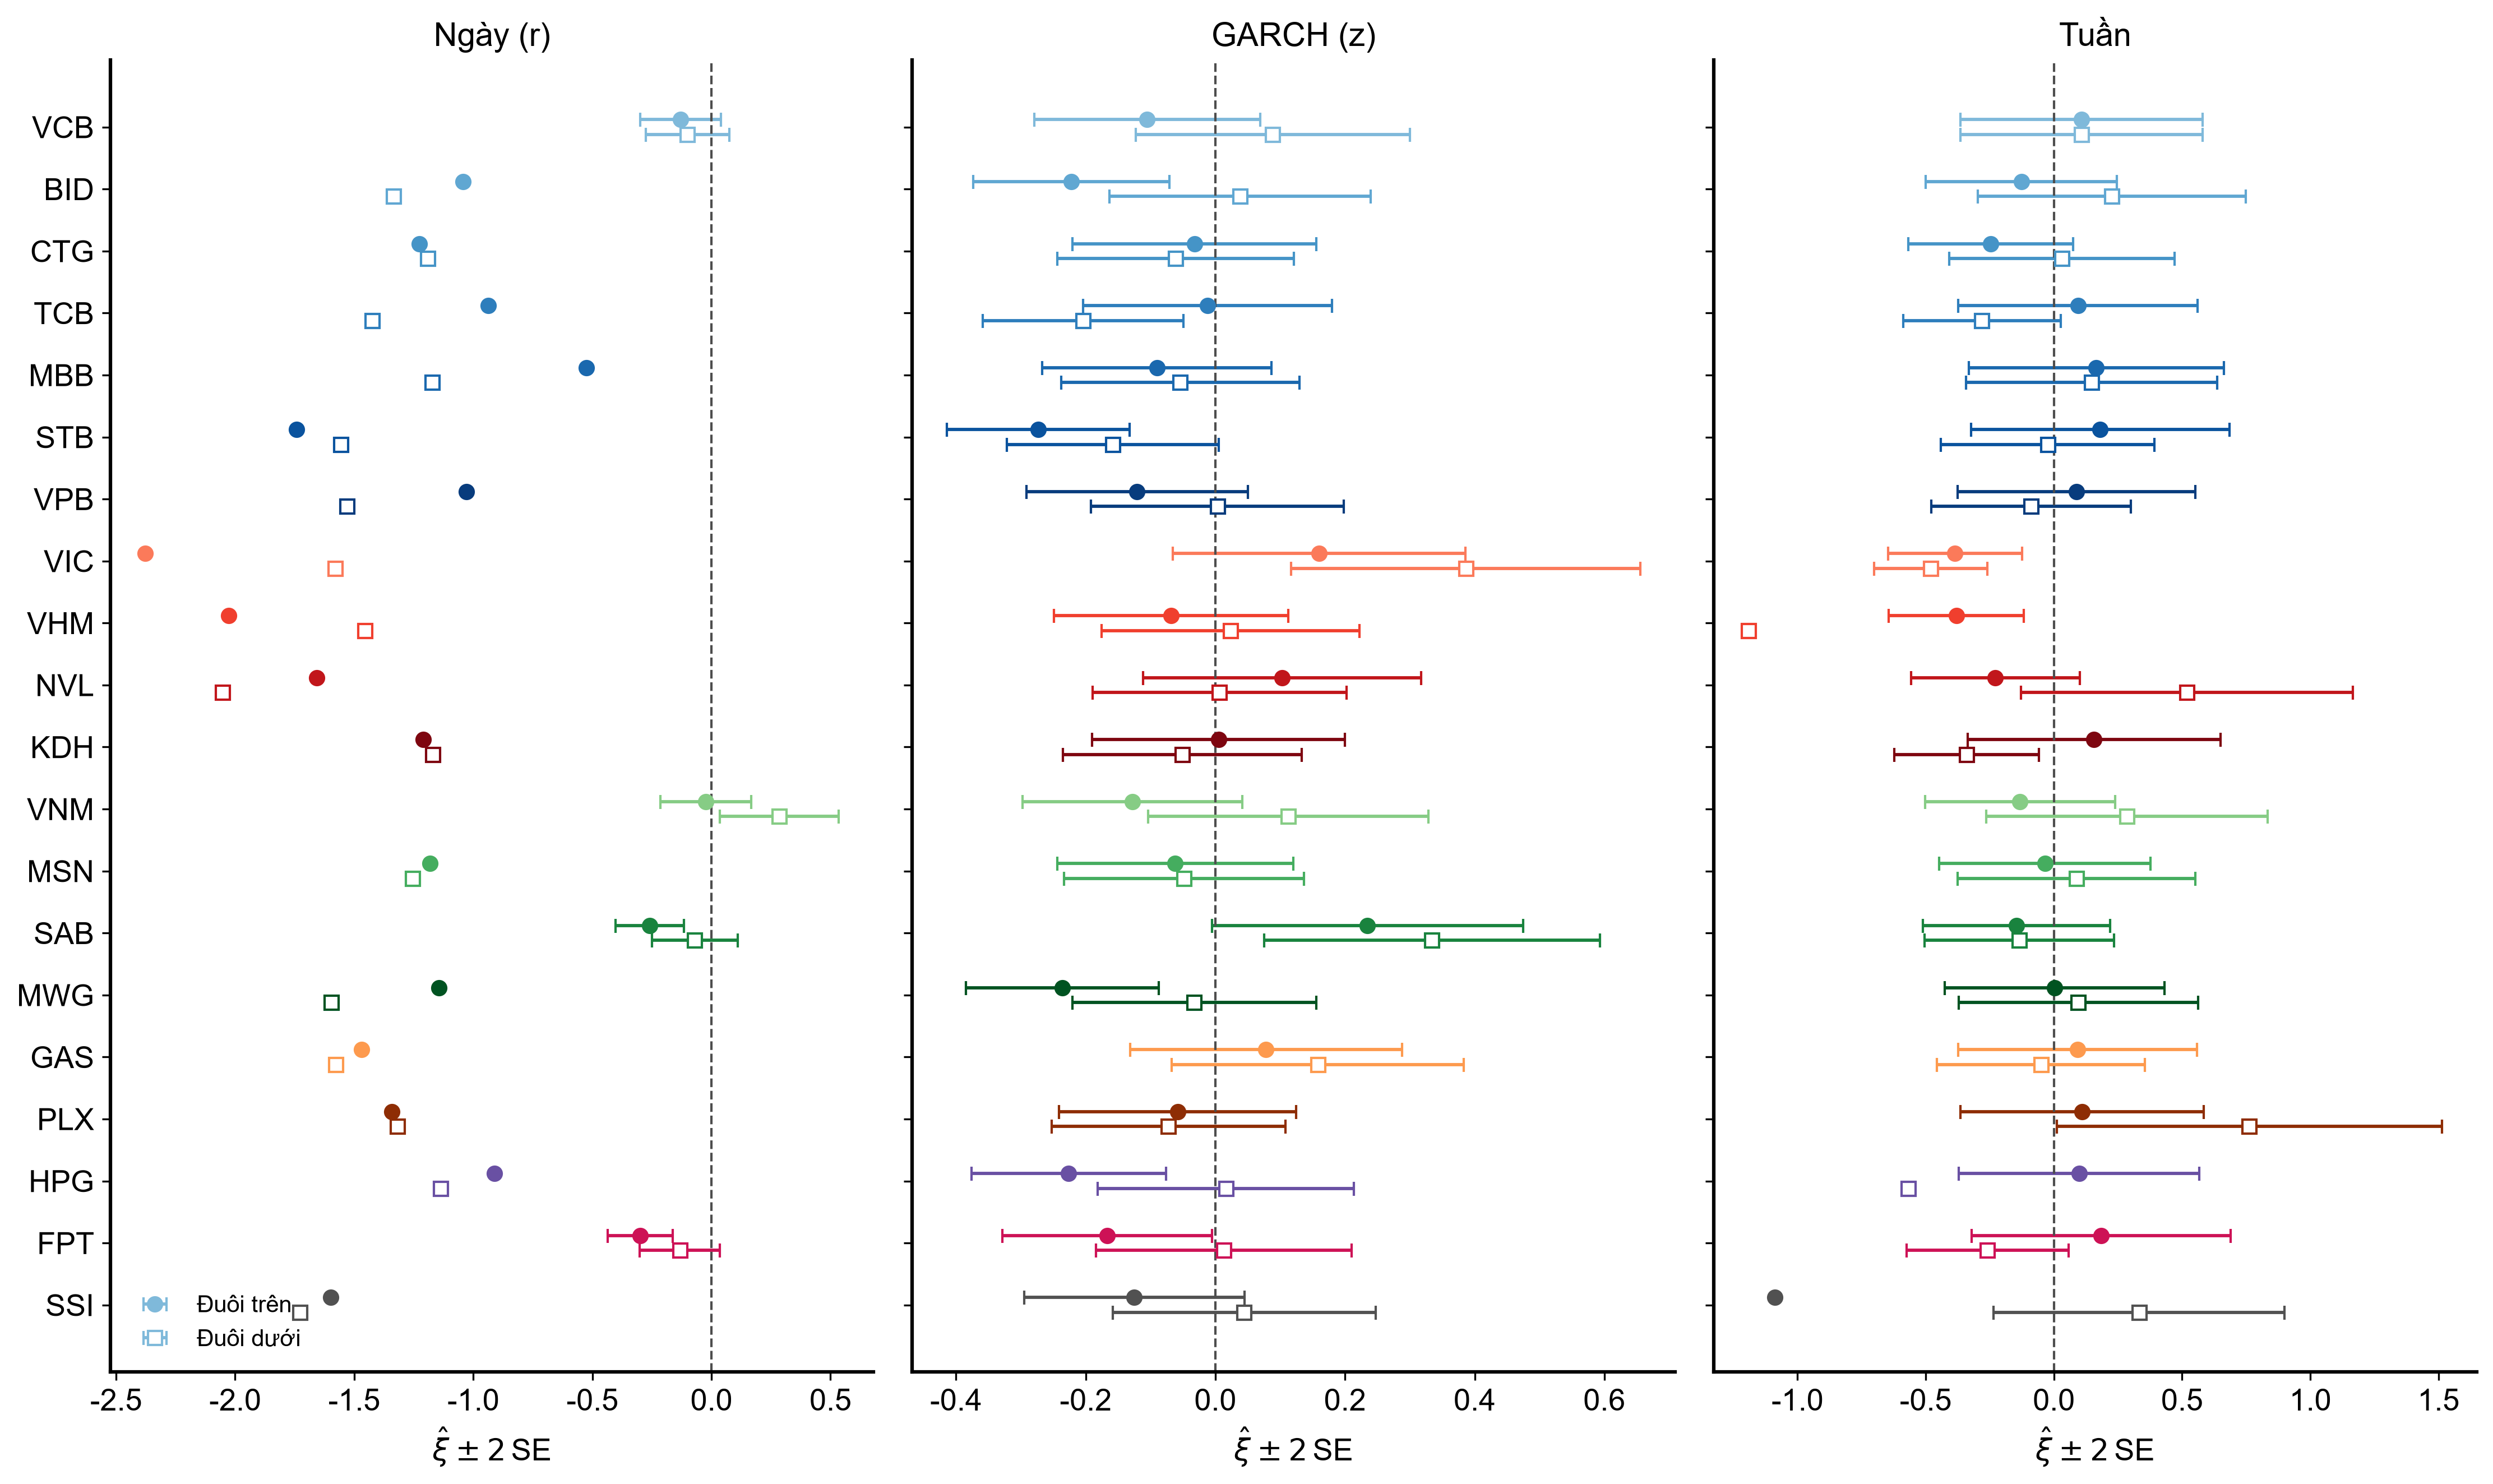 Ngày (r)
GARCH (z)
Tuần
VCB
BID
CTG
TCB
MBB
STB
VPB
VIC
VHM
NVL
KDH
VNM
MSN
SAB
MWG
GAS
PLX
HPG
FPT
SSI
Đuôi trên
Đuôi dưới
-2.5 -2.0 -1.5 -1.0 -0.5 0.0 0.5
-0.4 -0.2 0.0 0.2 0.4 0.6
-1.0 -0.5 0.0 0.5 1.0 1.5
ξ̂ ± 2 SE
ξ̂ ± 2 SE
ξ̂ ± 2 SE